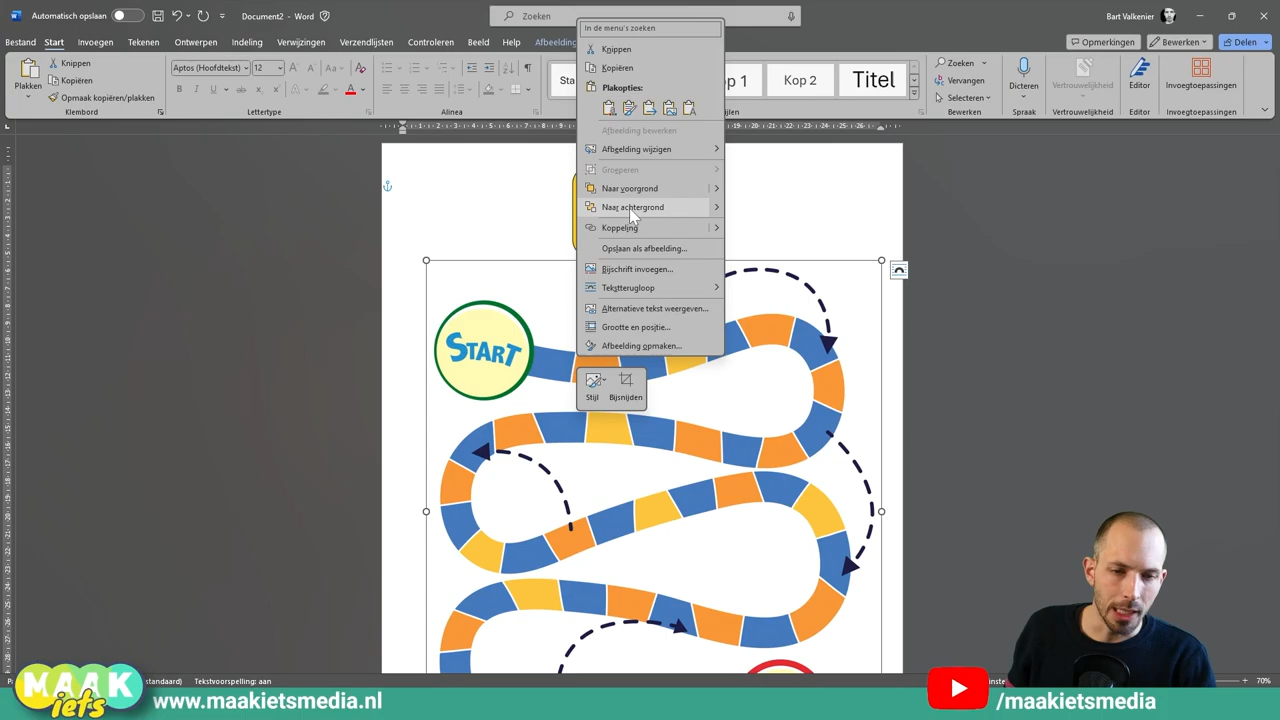 Automatisch opslaan
Document2 - Word
Zoeken
Bart Valkenier
Bestand
Start
Invoegen
Tekenen
Ontwerpen
Indeling
Verwijzingen
Verzendlijsten
Controleren
Beeld
Help
Afbeelding
Opmerkingen
Bewerken
Delen
Plakken
Knippen
Kopiëren
Opmaak kopiëren/plakken
Klembord
Aptos (Hoofdtekst)
12
Lettertype
Alinea
Kop 1
Kop 2
Titel
Zoeken
Vervangen
Selecteren
Bewerken
Dicteren
Spraak
Vertrouwelijkheid
Vertrouwelijkheid
Editor
Editor
Invoegtoepassingen
Invoegtoepassingen
In de menu's zoeken
Knippen
Kopiëren
Plakopties:
Afbeelding bewerken
Afbeelding wijzigen
Groeperen
Naar voorgrond
Naar achtergrond
Koppeling
Opslaan als afbeelding...
Bijschrift invoegen...
Tekstterugloop
Alternatieve tekst weergeven...
Grootte en positie...
Afbeelding opmaken...
Stijl
Bijsnijden
START
Tekstvoorspelling: aan
70%
MAAK
iets
www.maakietsmedia.nl
/maakietsmedia